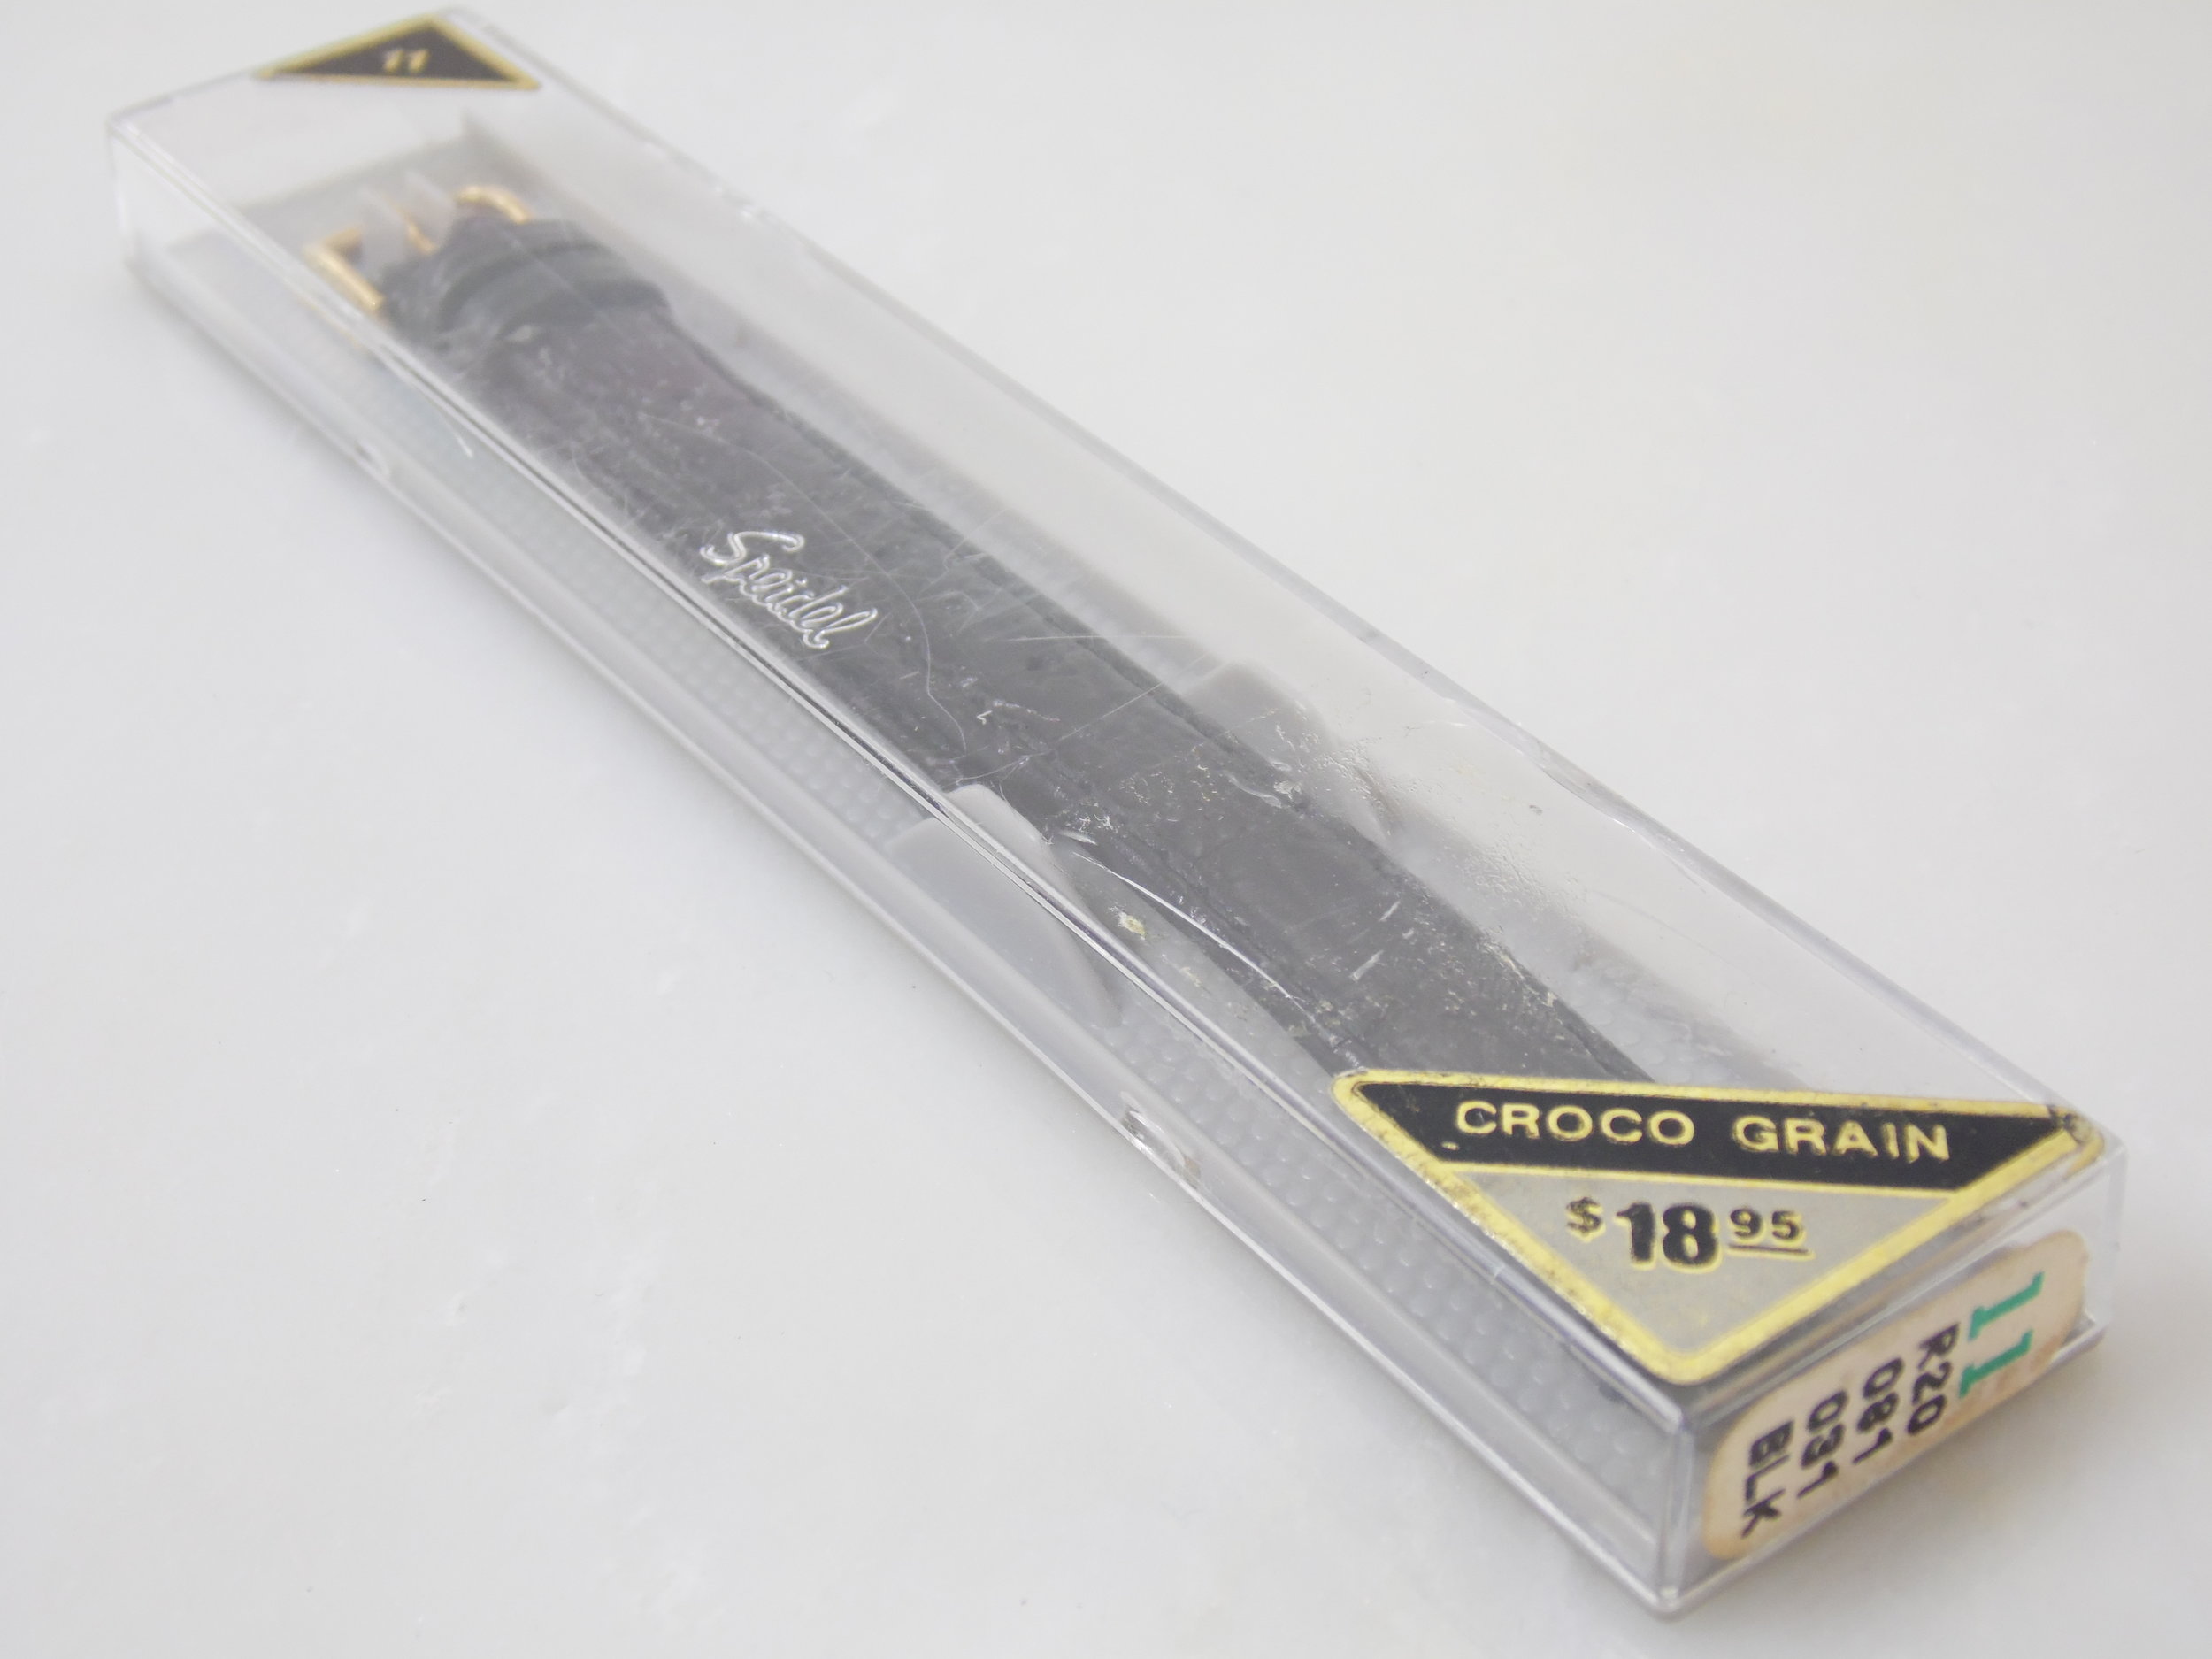 11
Speidel
CROCO GRAIN
$18 95
11
R20
081
031
BLK